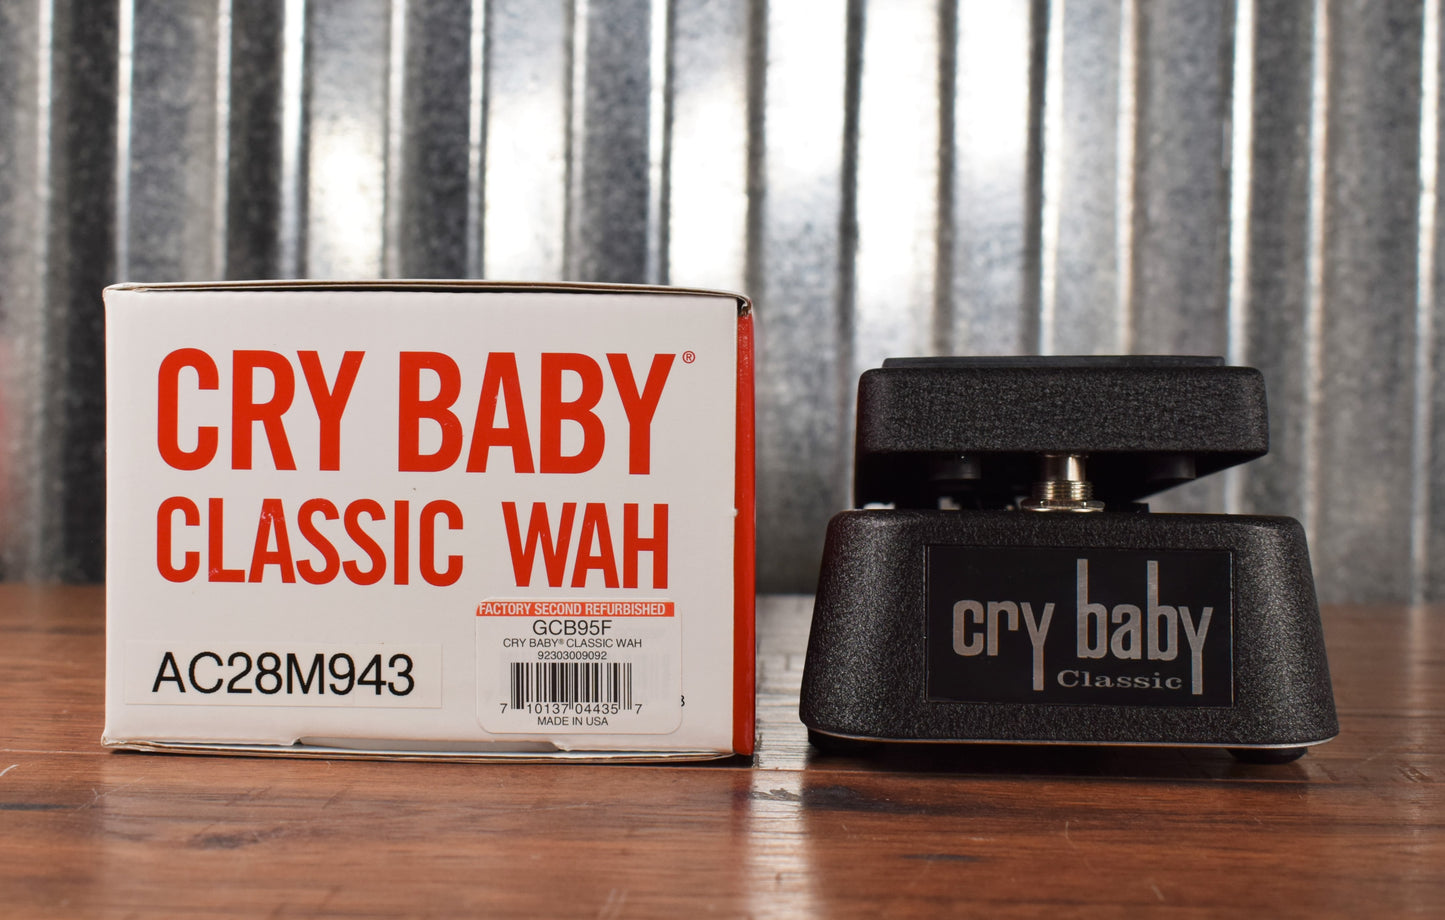 CRY BABY®
CLASSIC WAH
FACTORY SECOND REFURBISHED
GCB95F
CRY BABY® CLASSIC WAH
92303009092
7 10137 04435 7
MADE IN USA
AC28M943
cry baby
Classic